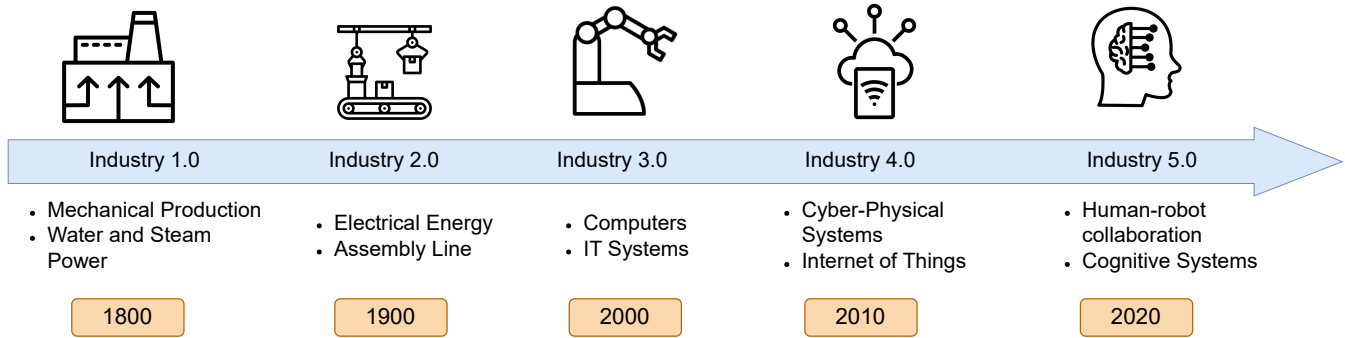 Industry 1.0
Industry 2.0
Industry 3.0
Industry 4.0
Industry 5.0
• Mechanical Production
• Water and Steam
Power
• Electrical Energy
• Assembly Line
• Computers
• IT Systems
• Cyber-Physical
Systems
• Internet of Things
• Human-robot
collaboration
• Cognitive Systems
1800
1900
2000
2010
2020